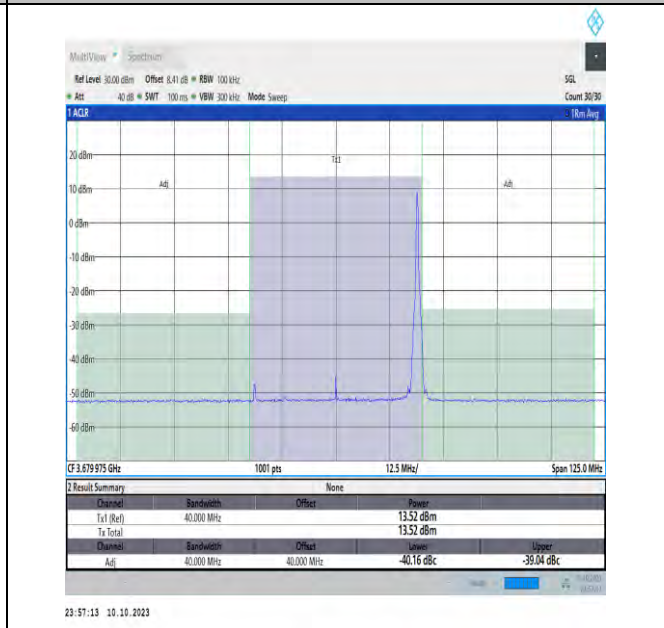 MultiView Spectrum
Ref Level 30.00 dBm Offset 8.41 dB RBW 100 kHz SGL
Att 40 dB SWT 100 ms VBW 300 kHz Mode Sweep Count 30/30
1 ACLR 1Rm Avg
20 dBm
Tx1
Adj Adj
10 dBm
0 dBm
-10 dBm
-20 dBm
-30 dBm
-40 dBm
-50 dBm
-60 dBm
CF 3.679 975 GHz 1001 pts 12.5 MHz/ Span 125.0 MHz
2 Result Summary None
Channel Bandwidth Offset Power
Tx1 (Ref) 40.000 MHz 13.52 dBm
Tx Total 13.52 dBm
Channel Bandwidth Offset Lower Upper
Adj 40.000 MHz 40.000 MHz -40.16 dBc -39.04 dBc
23:57:13 10.10.2023